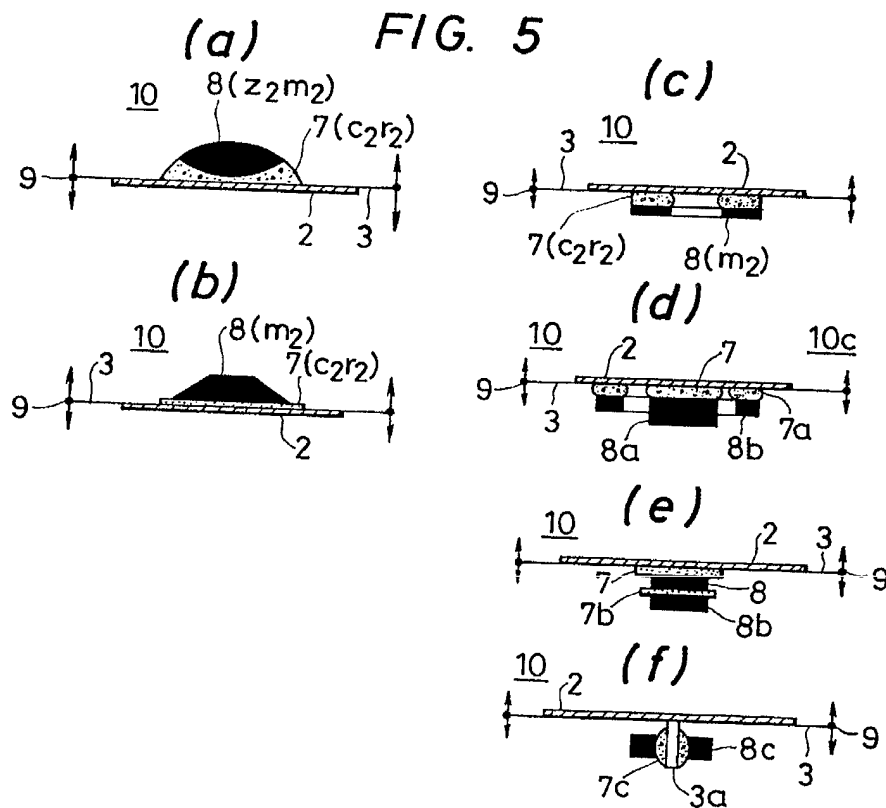 FIG. 5
(a)
10
8(z₂m₂)
7(c₂r₂)
9
2
3
(b)
10
8(m₂)
3
7(c₂r₂)
9
2
(c)
10
3
2
9
7(c₂r₂)
8(m₂)
(d)
10
2
7
10c
9
3
7a
8a
8b
(e)
10
2
3
9
7
8
7b
8b
(f)
10
2
9
3
8c
7c
3a